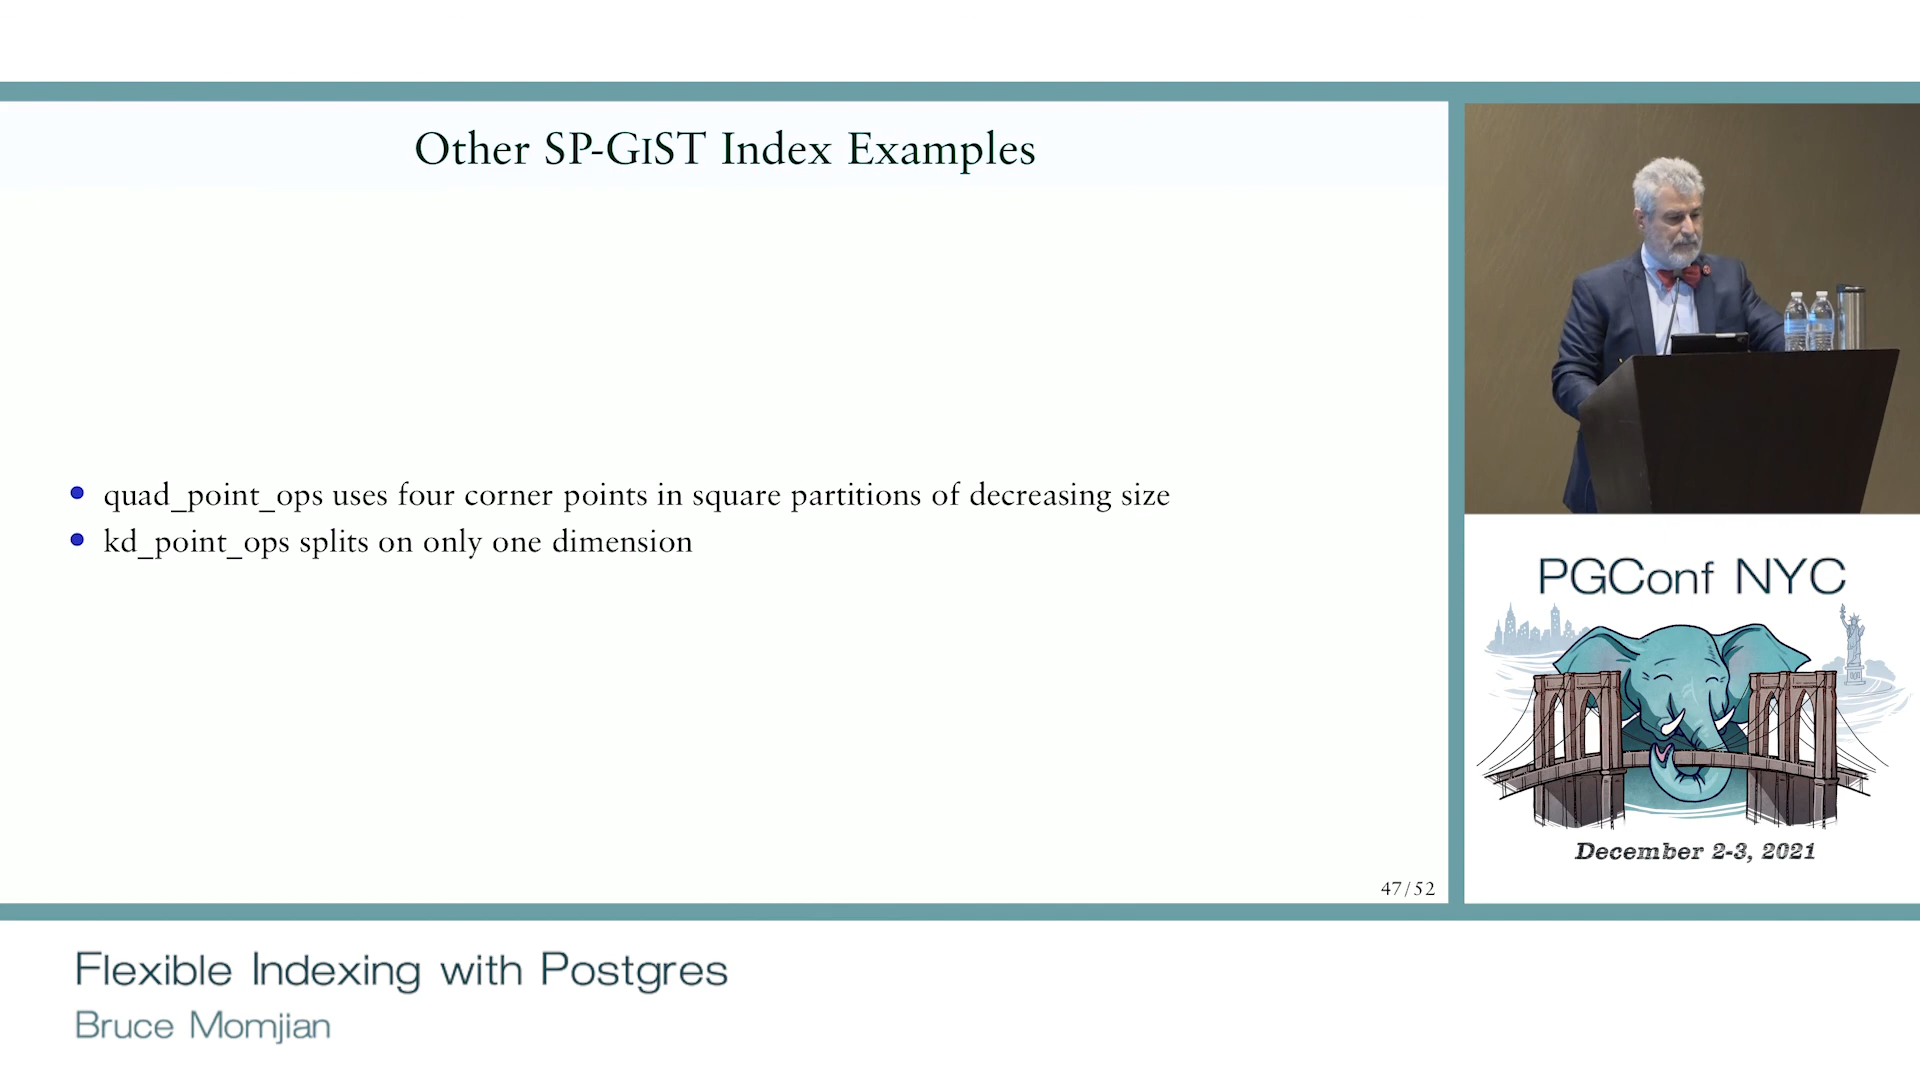 Other SP-GiST Index Examples
• quad_point_ops uses four corner points in square partitions of decreasing size
• kd_point_ops splits on only one dimension
47/52
PGConf NYC
December 2-3, 2021
Flexible Indexing with Postgres
Bruce Momjian